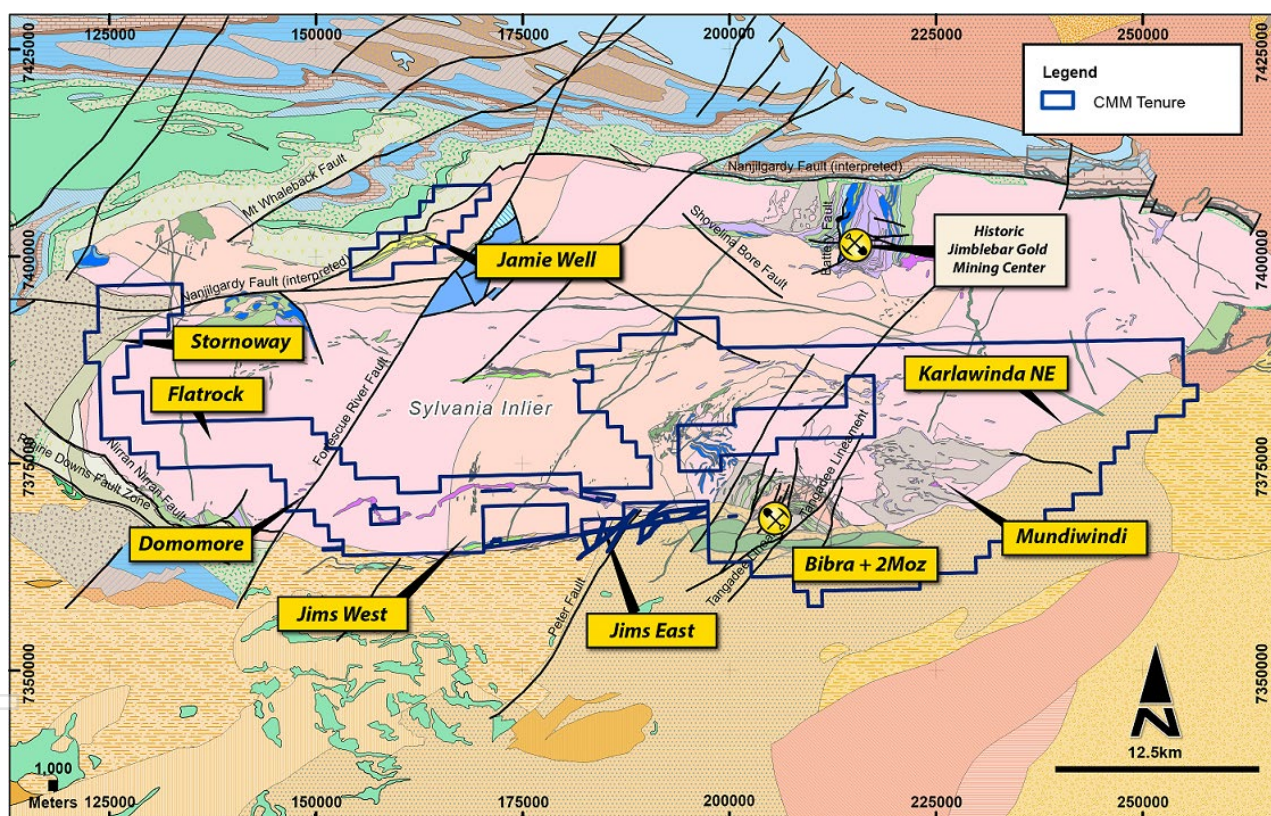 125000
150000
175000
200000
225000
250000
7425000
7425000
Legend
CMM Tenure
Mt Whaleback Fault
Nanjilgardy Fault (interpreted)
Shovelina Bore Fault
Battery Fault
Historic
Jimblebar Gold
Mining Center
7400000
7400000
Jamie Well
Nanjilgardy Fault (interpreted)
Stornoway
Flatrock
Karlawinda NE
Sylvania Inlier
Fortescue River Fault
Nirran Nirran Fault
Downs Fault Zone
7375000
7375000
Tangadee Lineament
Tangadee
Domomore
Mundiwindi
Bibra + 2Moz
Jims West
Jims East
Peter Fault
7350000
7350000
N
12.5km
1,000
Meters
125000
150000
175000
200000
225000
250000